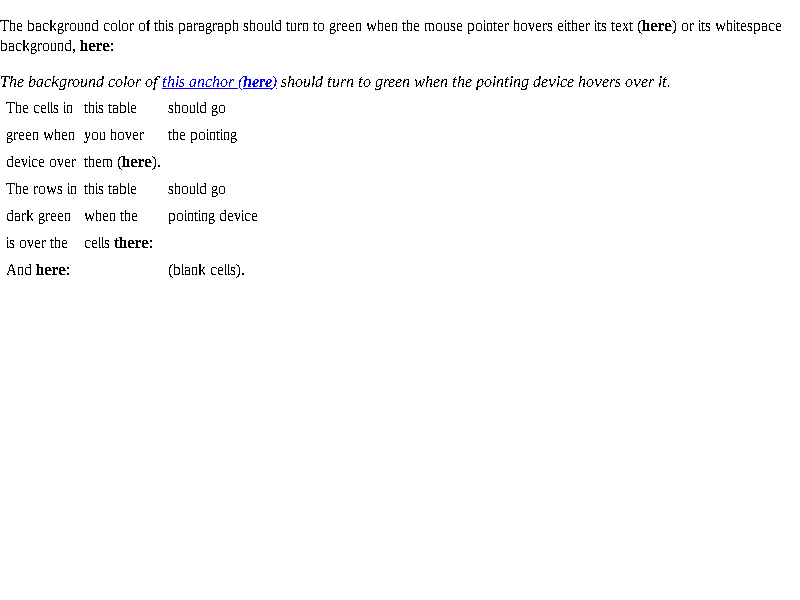 The background color of this paragraph should turn to green when the mouse pointer hovers either its text (here) or its whitespace
background, here:
The background color of this anchor (here) should turn to green when the pointing device hovers over it.
The cells in this table should go
green when you hover the pointing
device over them (here).
The rows in this table should go
dark green when the pointing device
is over the cells there:
And here: (blank cells).